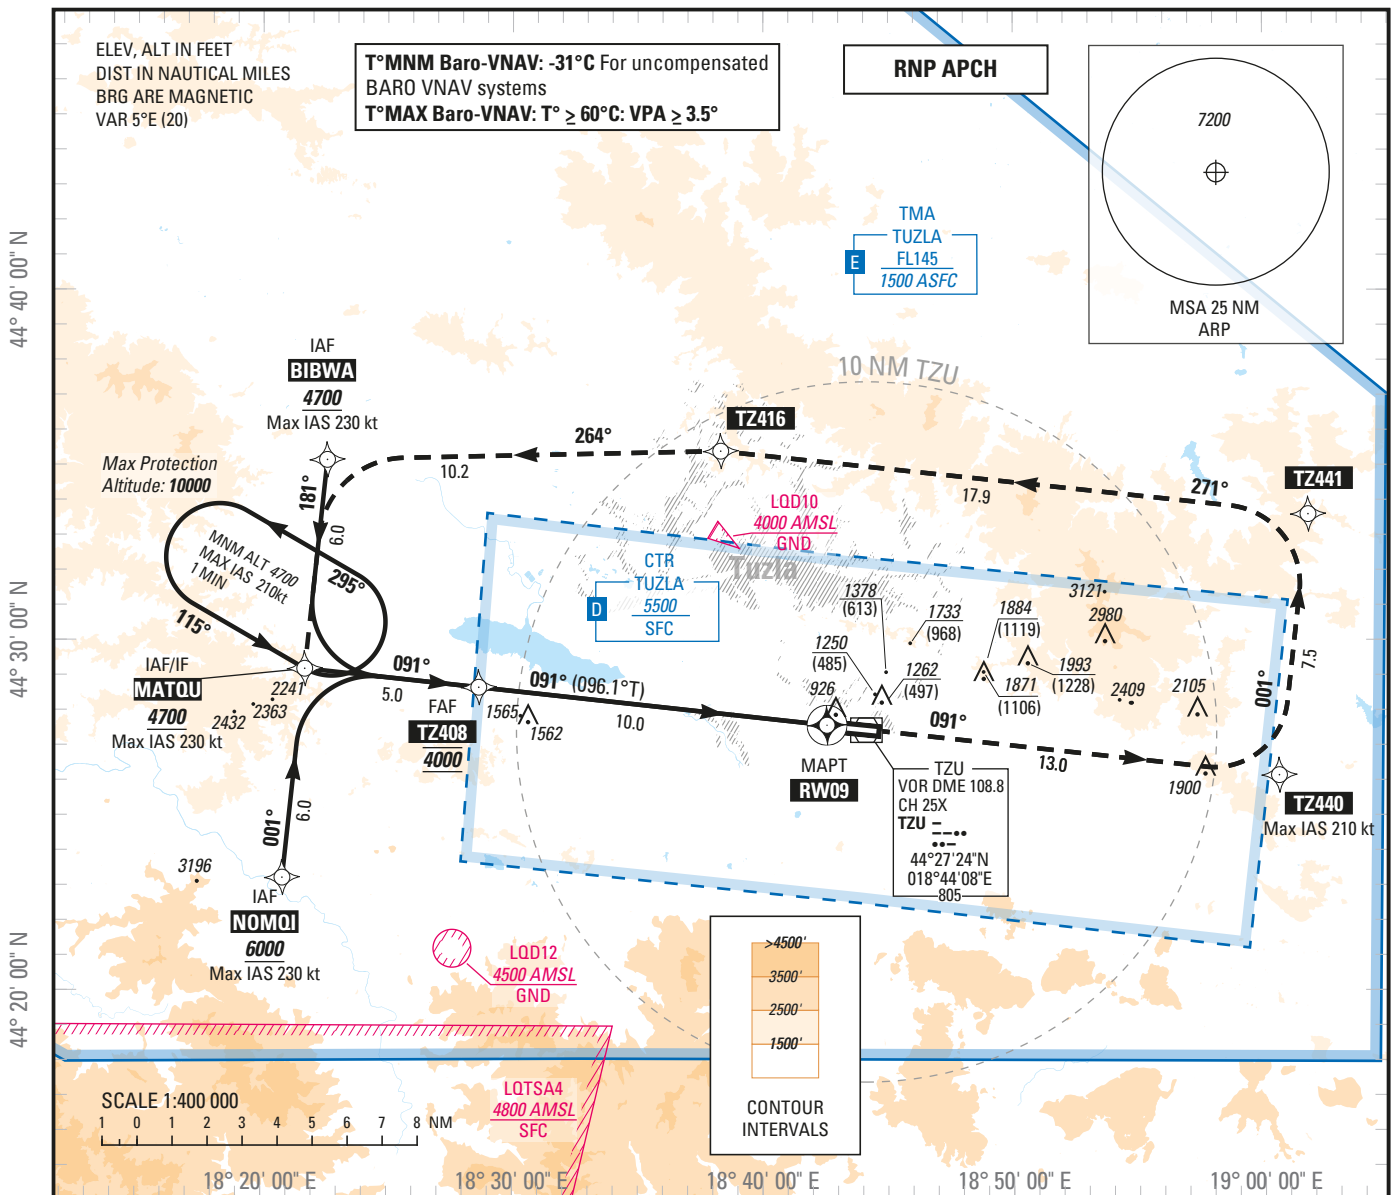 ELEV, ALT IN FEET
DIST IN NAUTICAL MILES
BRG ARE MAGNETIC
VAR 5°E (20)
T°MNM Baro-VNAV: -31°C For uncompensated
BARO VNAV systems
T°MAX Baro-VNAV: T° ≥ 60°C: VPA ≥ 3.5°
RNP APCH
7200
MSA 25 NM
ARP
TMA
TUZLA
E
FL145
1500 ASFC
44° 40' 00" N
44° 30' 00" N
44° 20' 00" N
10 NM TZU
IAF
BIBWA
4700
Max IAS 230 kt
TZ416
264°
10.2
271°
17.9
TZ441
Max Protection
Altitude: 10000
181°
6.0
MNM ALT 4700
MAX IAS 210kt
1 MIN
295°
115°
LQD10
4000 AMSL
GND
Tuzla
CTR
TUZLA
D
5500
SFC
1378
(613)
1733
(968)
1884
(1119)
3121
2980
1250
(485)
1262
(497)
1993
(1228)
1871
(1106)
2409
2105
926
001°
7.5
IAF/IF
MATQU
4700
Max IAS 230 kt
2241
2363
2432
091°
5.0
FAF
TZ408
4000
091° (096.1°T)
10.0
1565
1562
091°
13.0
1900
MAPT
RW09
TZU
VOR DME 108.8
CH 25X
TZU
44°27'24"N
018°44'08"E
805
TZ440
Max IAS 210 kt
001°
6.0
3196
IAF
NOMQI
6000
Max IAS 230 kt
LQD12
4500 AMSL
GND
LQTSA4
4800 AMSL
SFC
>4500'
3500'
2500'
1500'
CONTOUR
INTERVALS
SCALE 1:400 000
1 0 1 2 3 4 5 6 7 8 NM
18° 20' 00" E
18° 30' 00" E
18° 40' 00" E
18° 50' 00" E
19° 00' 00" E